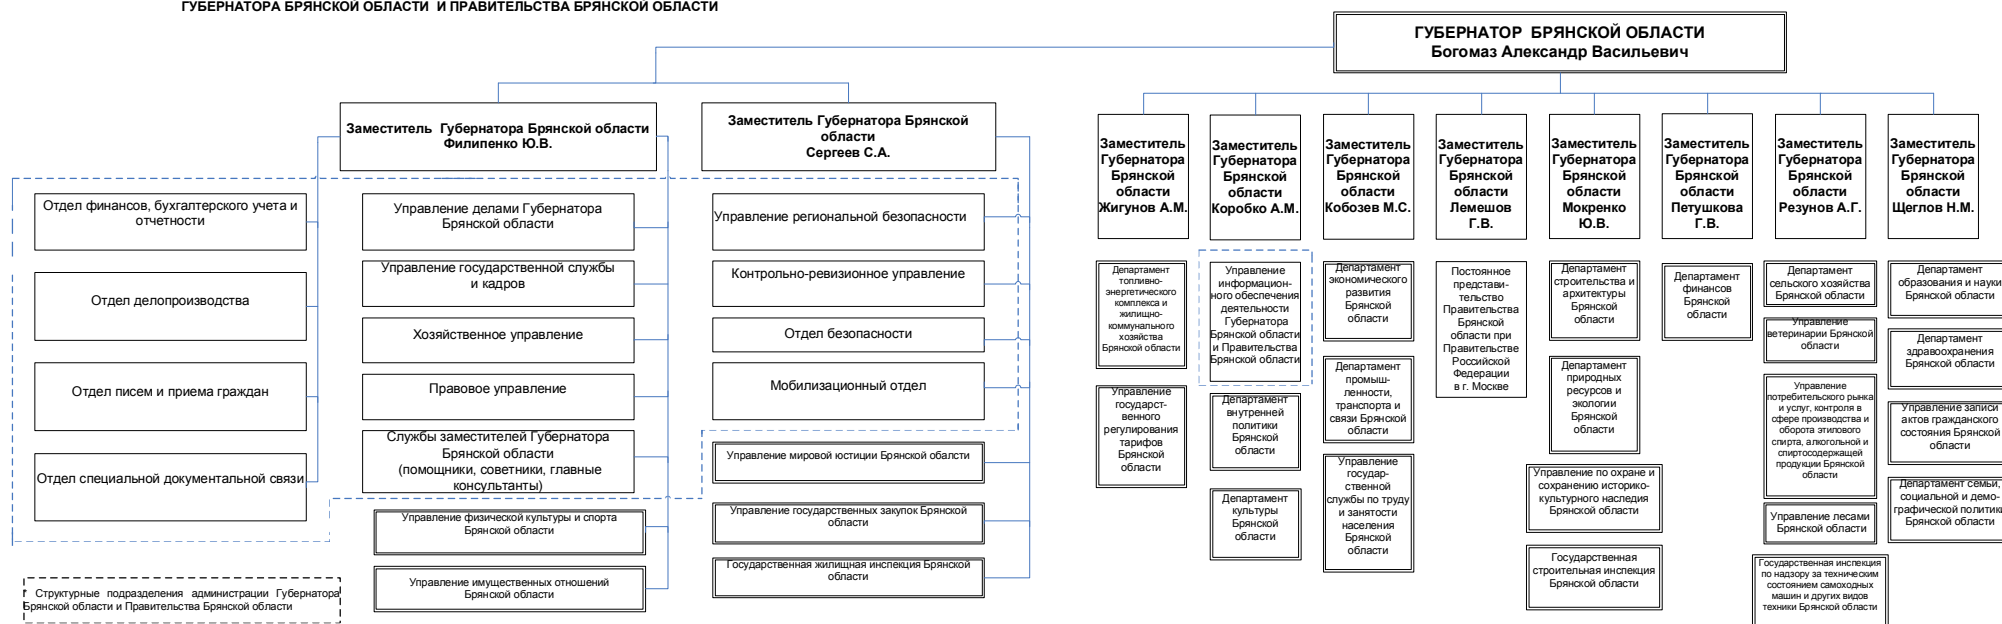 ГУБЕРНАТОРА БРЯНСКОЙ ОБЛАСТИ И ПРАВИТЕЛЬСТВА БРЯНСКОЙ ОБЛАСТИ
ГУБЕРНАТОР БРЯНСКОЙ ОБЛАСТИ
Богомаз Александр Васильевич
Заместитель Губернатора Брянской области
Филипенко Ю.В.
Заместитель Губернатора Брянской
области
Сергеев С.А.
Отдел финансов, бухгалтерского учета и
отчетности
Отдел делопроизводства
Отдел писем и приема граждан
Отдел специальной документальной связи
Управление делами Губернатора
Брянской области
Управление государственной службы
и кадров
Хозяйственное управление
Правовое управление
Службы заместителей Губернатора
Брянской области
(помощники, советники, главные
консультанты)
Управление физической культуры и спорта
Брянской области
Управление имущественных отношений
Брянской области
Управление региональной безопасности
Контрольно-ревизионное управление
Отдел безопасности
Мобилизационный отдел
Управление мировой юстиции Брянской обалсти
Управление государственных закупок Брянской
области
Государственная жилищная инспекция Брянской
области
* Структурные подразделения администрации Губернатора
Брянской области и Правительства Брянской области
Заместитель
Губернатора
Брянской
области
Жигунов А.М.
Департамент
топливно-
энергетического
комплекса и
жилищно-
коммунального
хозяйства
Брянской области
Управление
государст-
венного
регулирования
тарифов
Брянской
области
Заместитель
Губернатора
Брянской
области
Коробко А.М.
Управление
информацион-
ного обеспечения
деятельности
Губернатора
Брянской области
и Правительства
Брянской области
Департамент
внутренней
политики
Брянской
области
Департамент
культуры
Брянской
области
Заместитель
Губернатора
Брянской
области
Кобозев М.С.
Департамент
экономического
развития
Брянской
области
Департамент
промыш-
ленности,
транспорта и
связи Брянской
области
Управление
государ-
ственной
службы по труду
и занятости
населения
Брянской
области
Заместитель
Губернатора
Брянской
области
Лемешов
Г.В.
Постоянное
представи-
тельство
Правительства
Брянской
области при
Правительстве
Российской
Федерации
в г. Москве
Заместитель
Губернатора
Брянской
области
Мокренко
Ю.В.
Департамент
строительства и
архитектуры
Брянской
области
Департамент
природных
ресурсов и
экологии
Брянской
области
Управление по охране и
сохранению историко-
культурного наследия
Брянской области
Государственная
строительная инспекция
Брянской области
Заместитель
Губернатора
Брянской
области
Петушкова
Г.В.
Департамент
финансов
Брянской
области
Заместитель
Губернатора
Брянской
области
Резунов А.Г.
Департамент
сельского хозяйства
Брянской области
Управление
ветеринарии Брянской
области
Управление
потребительского рынка
и услуг, контроля в
сфере производства и
оборота этилового
спирта, алкогольной и
спиртосодержащей
продукции Брянской
области
Управление лесами
Брянской области
Государственная инспекция
по надзору за техническим
состоянием самоходных
машин и других видов
техники Брянской области
Заместитель
Губернатора
Брянской
области
Щеглов Н.М.
Департамент
образования и науки
Брянской области
Департамент
здравоохранения
Брянской области
Управление записи
актов гражданского
состояния Брянской
области
Департамент семьи,
социальной и демо-
графической политики
Брянской области